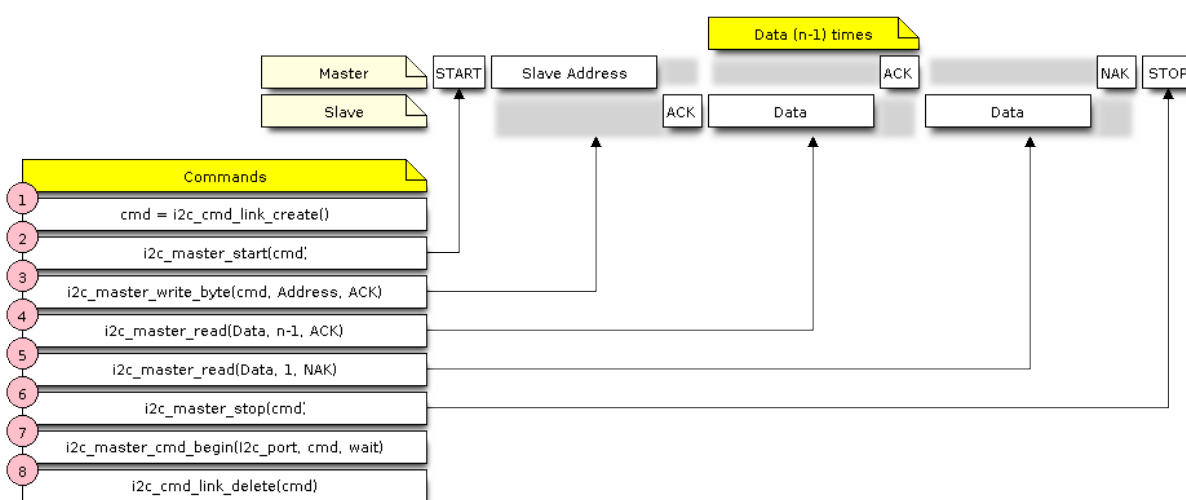 Data (n-1) times
Master START Slave Address ACK NAK STOP
Slave ACK Data Data
Commands
1 cmd = i2c_cmd_link_create()
2 i2c_master_start(cmd)
3 i2c_master_write_byte(cmd, Address, ACK)
4 i2c_master_read(Data, n-1, ACK)
5 i2c_master_read(Data, 1, NAK)
6 i2c_master_stop(cmd)
7 i2c_master_cmd_begin(I2c_port, cmd, wait)
8 i2c_cmd_link_delete(cmd)